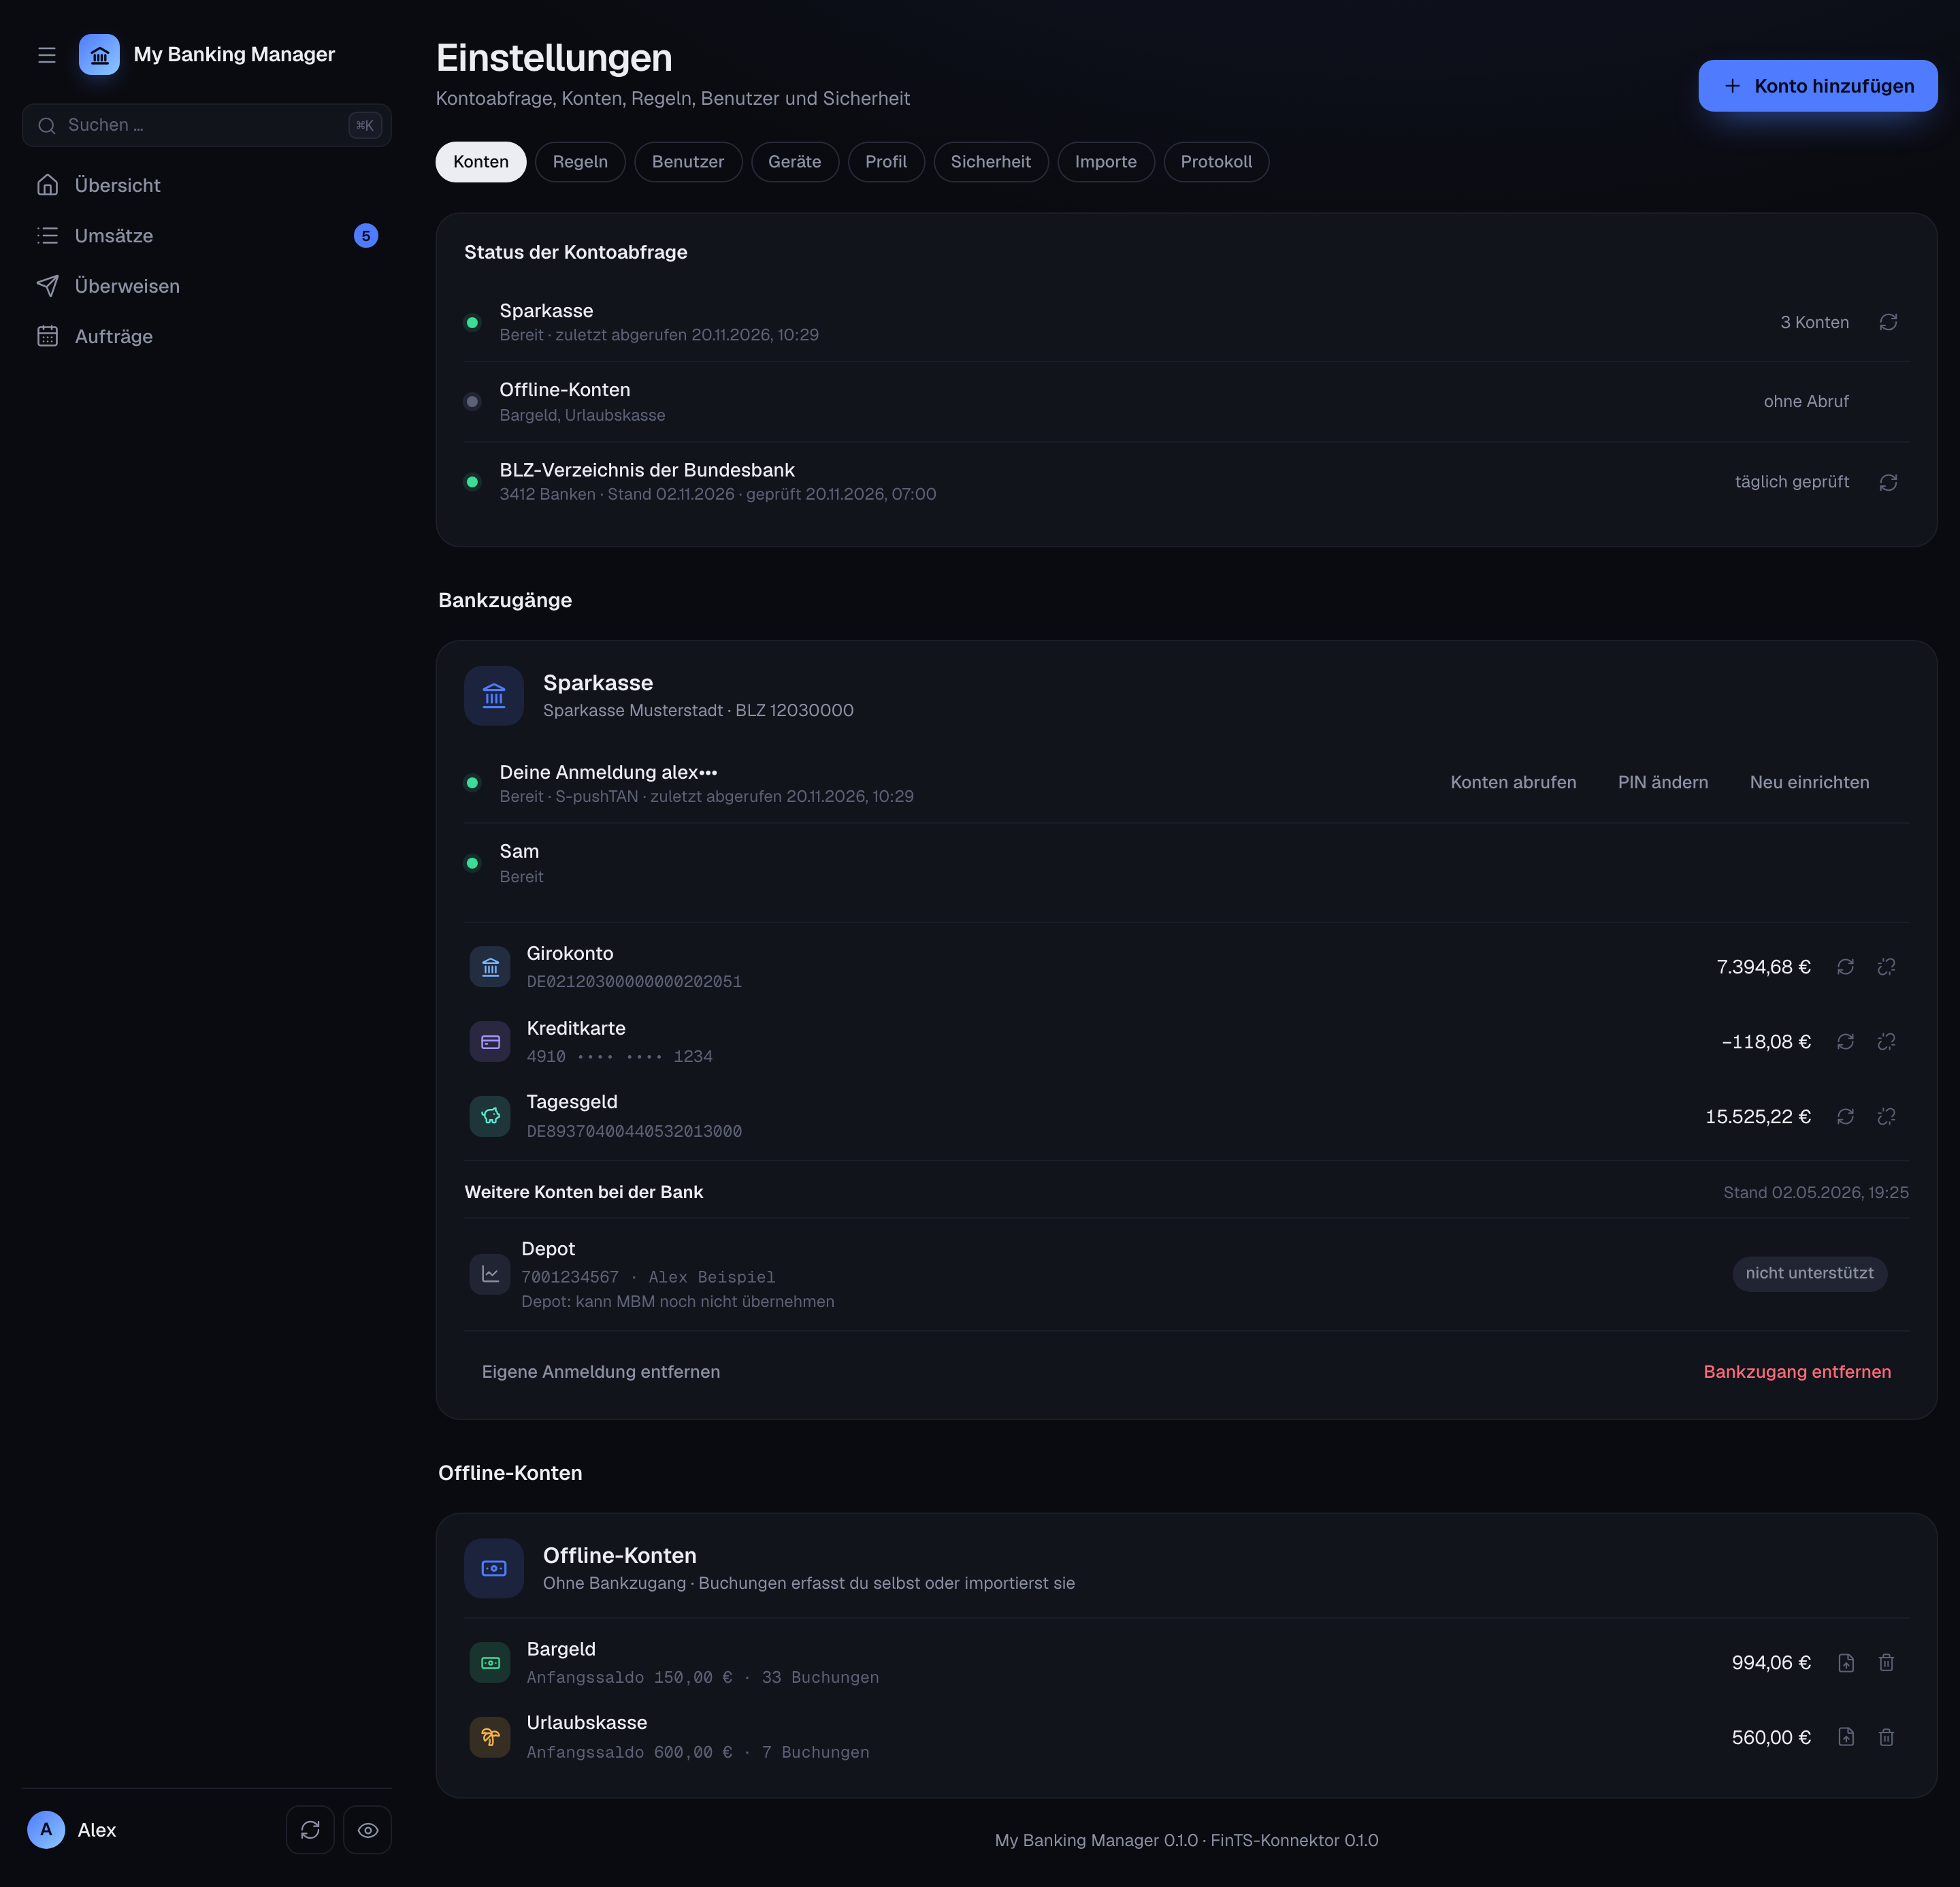 My Banking Manager
Suchen …
⌘K
Übersicht
Umsätze
5
Überweisen
Aufträge
A
Alex
Einstellungen
Kontoabfrage, Konten, Regeln, Benutzer und Sicherheit
Konto hinzufügen
Konten
Regeln
Benutzer
Geräte
Profil
Sicherheit
Importe
Protokoll
Status der Kontoabfrage
Sparkasse
Bereit · zuletzt abgerufen 20.11.2026, 10:29
3 Konten
Offline-Konten
Bargeld, Urlaubskasse
ohne Abruf
BLZ-Verzeichnis der Bundesbank
3412 Banken · Stand 02.11.2026 · geprüft 20.11.2026, 07:00
täglich geprüft
Bankzugänge
Sparkasse
Sparkasse Musterstadt · BLZ 12030000
Deine Anmeldung alex•••
Bereit · S-pushTAN · zuletzt abgerufen 20.11.2026, 10:29
Konten abrufen
PIN ändern
Neu einrichten
Sam
Bereit
Girokonto
DE02120300000000202051
7.394,68 €
Kreditkarte
4910 •••• •••• 1234
−118,08 €
Tagesgeld
DE89370400440532013000
15.525,22 €
Weitere Konten bei der Bank
Stand 02.05.2026, 19:25
Depot
7001234567 · Alex Beispiel
Depot: kann MBM noch nicht übernehmen
nicht unterstützt
Eigene Anmeldung entfernen
Bankzugang entfernen
Offline-Konten
Offline-Konten
Ohne Bankzugang · Buchungen erfasst du selbst oder importierst sie
Bargeld
Anfangssaldo 150,00 € · 33 Buchungen
994,06 €
Urlaubskasse
Anfangssaldo 600,00 € · 7 Buchungen
560,00 €
My Banking Manager 0.1.0 · FinTS-Konnektor 0.1.0